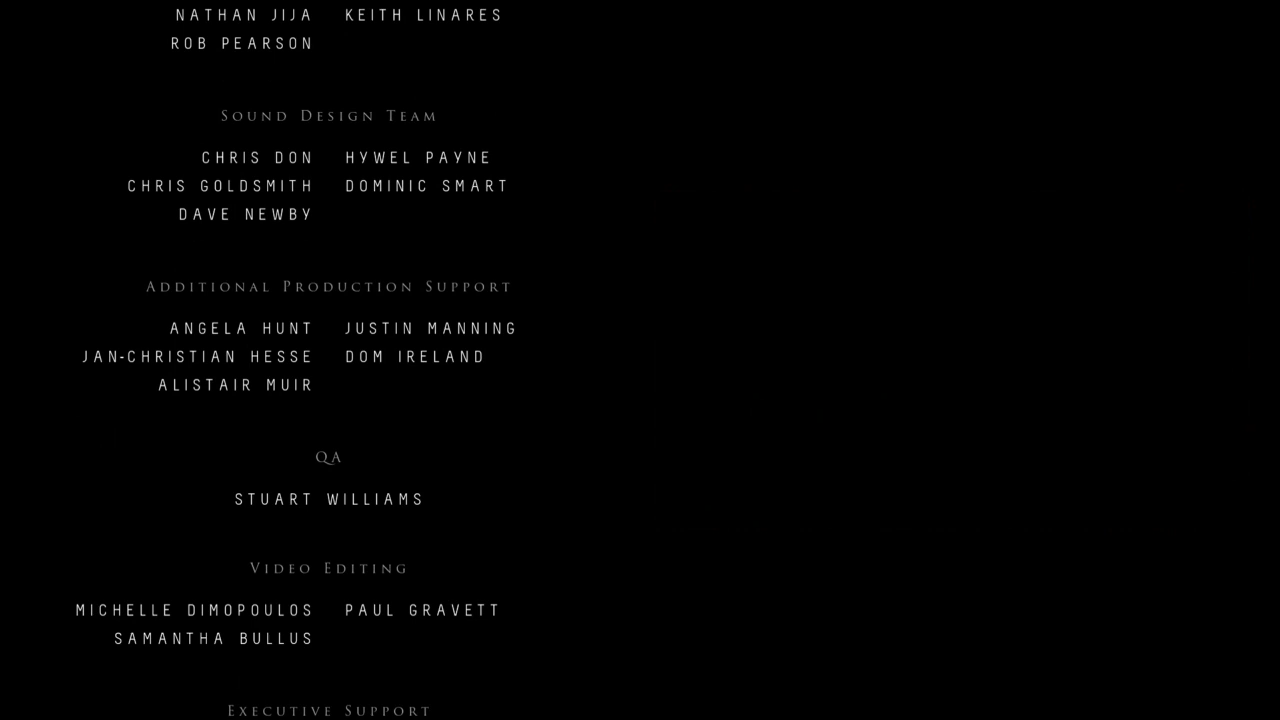 NATHAN JIJA KEITH LINARES
ROB PEARSON
SOUND DESIGN TEAM
CHRIS DON HYWEL PAYNE
CHRIS GOLDSMITH DOMINIC SMART
DAVE NEWBY
ADDITIONAL PRODUCTION SUPPORT
ANGELA HUNT JUSTIN MANNING
JAN-CHRISTIAN HESSE DOM IRELAND
ALISTAIR MUIR
QA
STUART WILLIAMS
VIDEO EDITING
MICHELLE DIMOPOULOS PAUL GRAVETT
SAMANTHA BULLUS
EXECUTIVE SUPPORT